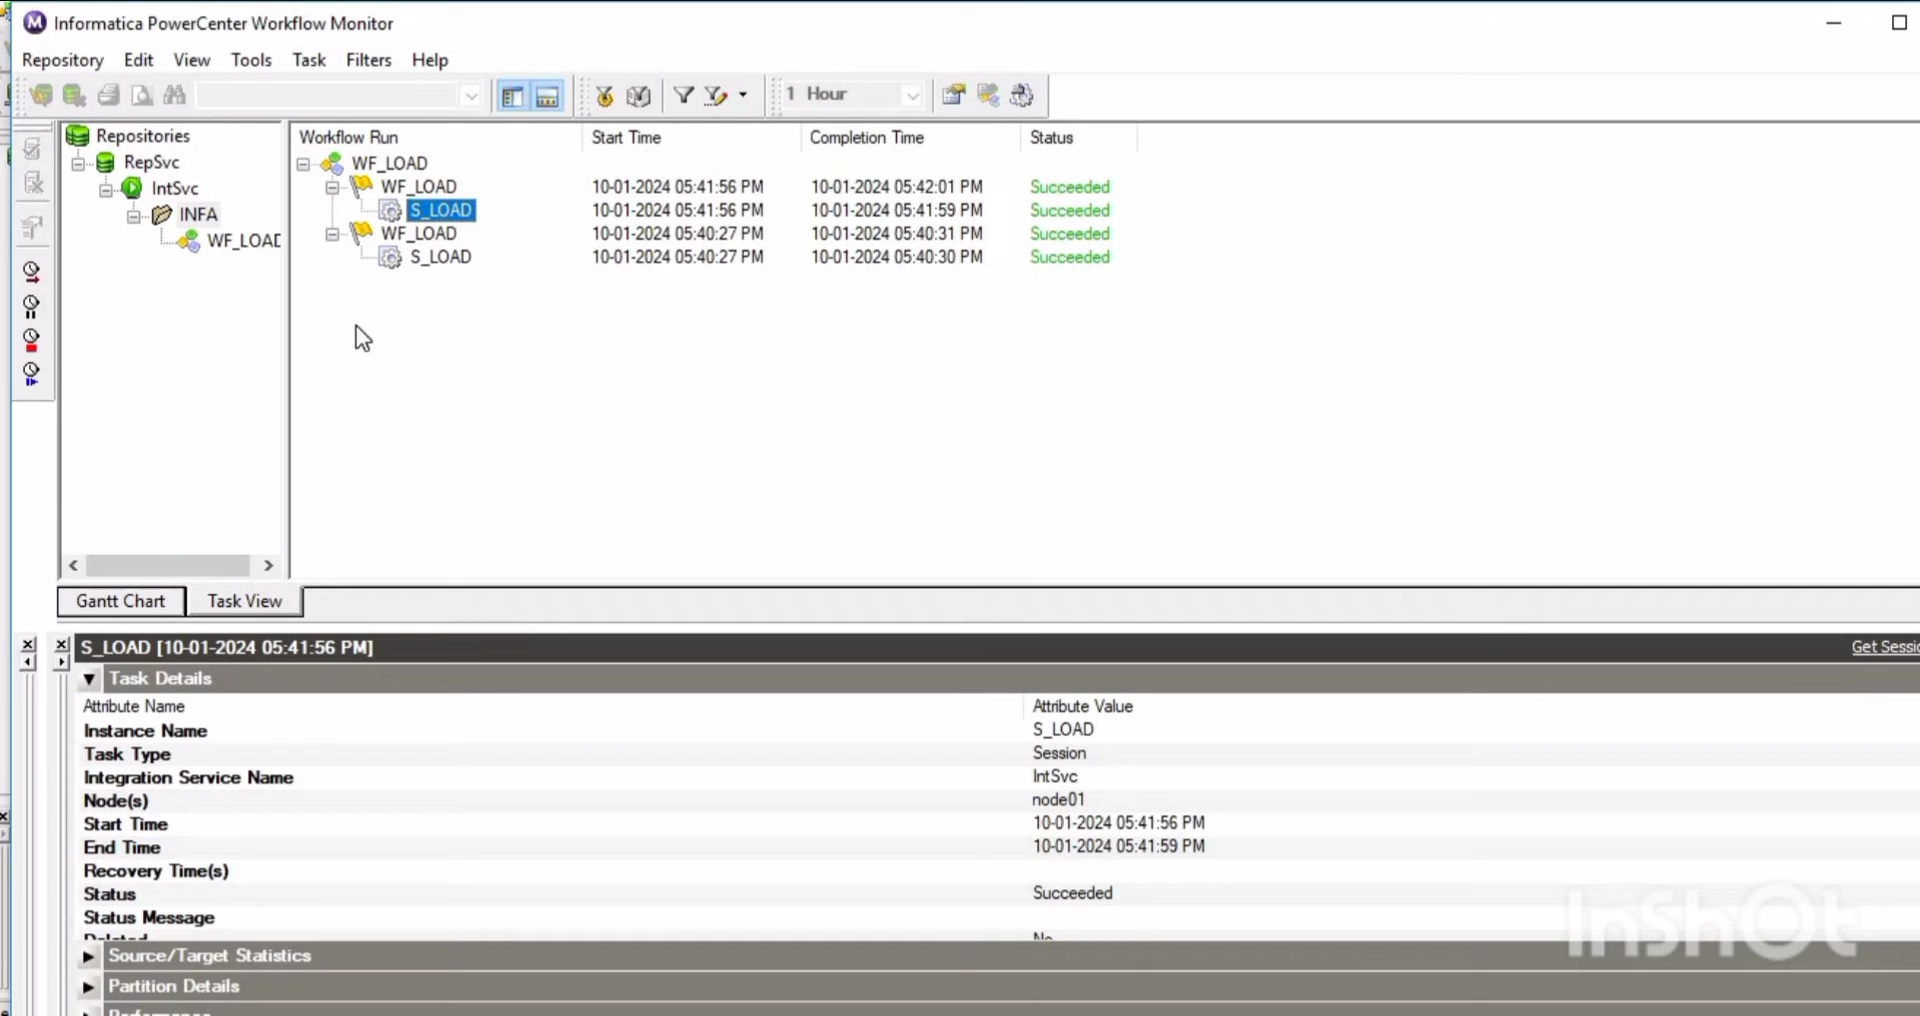 Informatica PowerCenter Workflow Monitor
Repository Edit View Tools Task Filters Help
1 Hour
Repositories
RepSvc
IntSvc
INFA
WF_LOAD
Workflow Run Start Time Completion Time Status
WF_LOAD
WF_LOAD 10-01-2024 05:41:56 PM 10-01-2024 05:42:01 PM Succeeded
S_LOAD 10-01-2024 05:41:56 PM 10-01-2024 05:41:59 PM Succeeded
WF_LOAD 10-01-2024 05:40:27 PM 10-01-2024 05:40:31 PM Succeeded
S_LOAD 10-01-2024 05:40:27 PM 10-01-2024 05:40:30 PM Succeeded
Gantt Chart Task View
S_LOAD [10-01-2024 05:41:56 PM] Get Sessio
Task Details
Attribute Name Attribute Value
Instance Name S_LOAD
Task Type Session
Integration Service Name IntSvc
Node(s) node01
Start Time 10-01-2024 05:41:56 PM
End Time 10-01-2024 05:41:59 PM
Recovery Time(s)
Status Succeeded
Status Message
Deleted No
Source/Target Statistics
Partition Details
Performance
InShOt